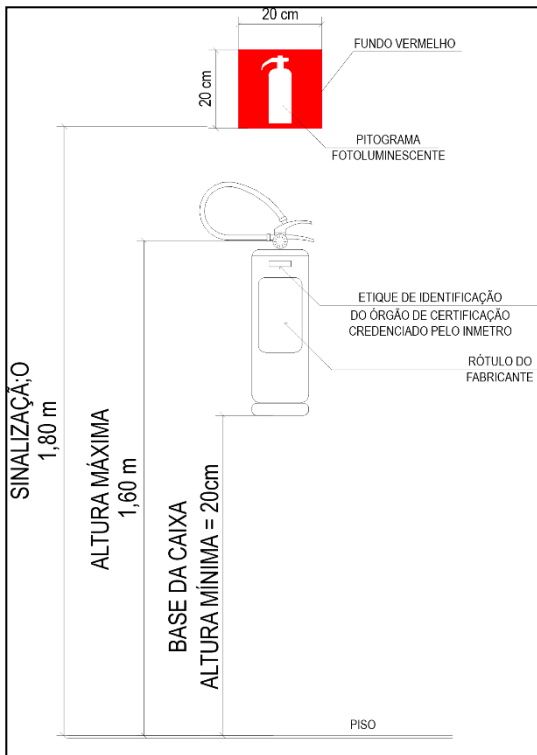 20 cm
FUNDO VERMELHO
20 cm
PITOGRAMA
FOTOLUMINESCENTE
ETIQUE DE IDENTIFICAÇÃO
DO ÓRGÃO DE CERTIFICAÇÃO
CREDENCIADO PELO INMETRO
RÓTULO DO
FABRICANTE
SINALIZAÇÃ;O
1,80 m
ALTURA MÁXIMA
1,60 m
BASE DA CAIXA
ALTURA MÍNIMA = 20cm
PISO